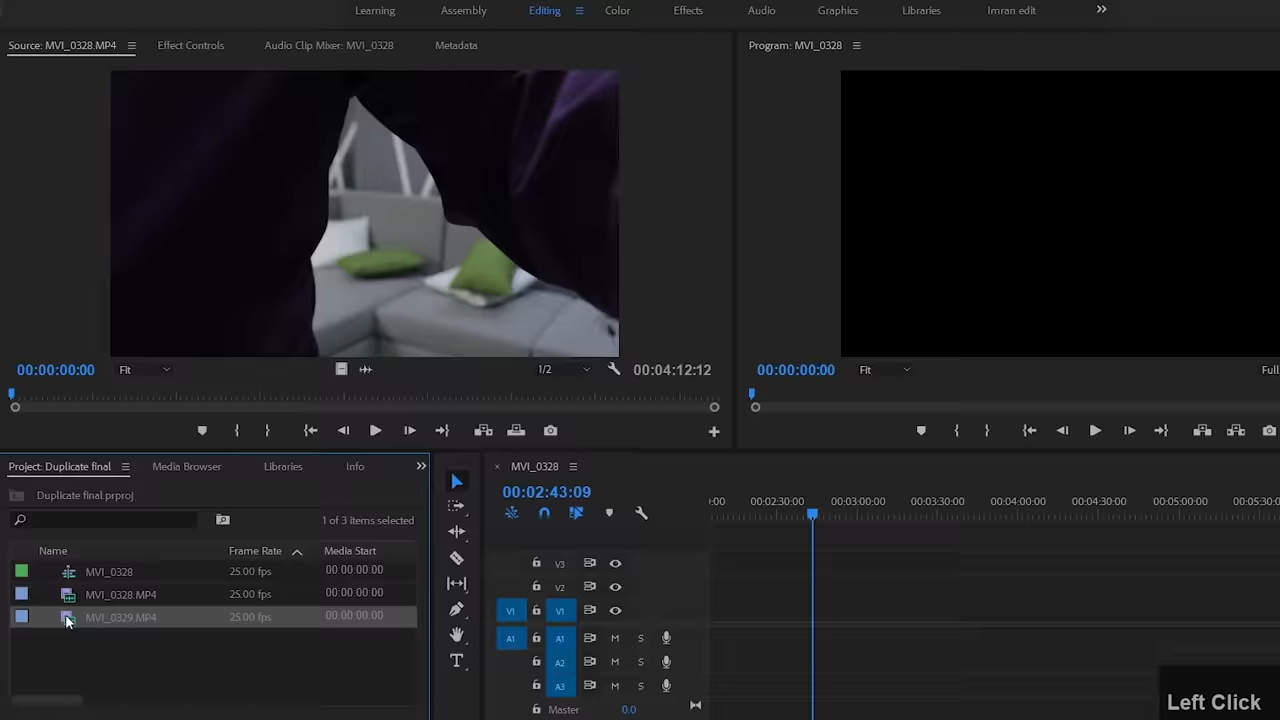 Learning Assembly Editing Color Effects Audio Graphics Libraries Imran edit
Source: MVI_0328.MP4 Effect Controls Audio Clip Mixer: MVI_0328 Metadata Program: MVI_0328
00:00:00:00 Fit 1/2 00:04:12:12 00:00:00:00 Fit Full
Project: Duplicate final Media Browser Libraries Info MVI_0328
Duplicate final.prproj 00:02:43:09
:00 00:02:30:00 00:03:00:00 00:03:30:00 00:04:00:00 00:04:30:00 00:05:00:00 00:05:30:0
1 of 3 items selected
Name Frame Rate Media Start
MVI_0328 25.00 fps 00:00:00:00
MVI_0328.MP4 25.00 fps 00:00:00:00
MVI_0329.MP4 25.00 fps 00:00:00:00
V3
V2
V1 V1
A1 A1 M S
A2 M S
A3 M S
Master 0.0
Left Click